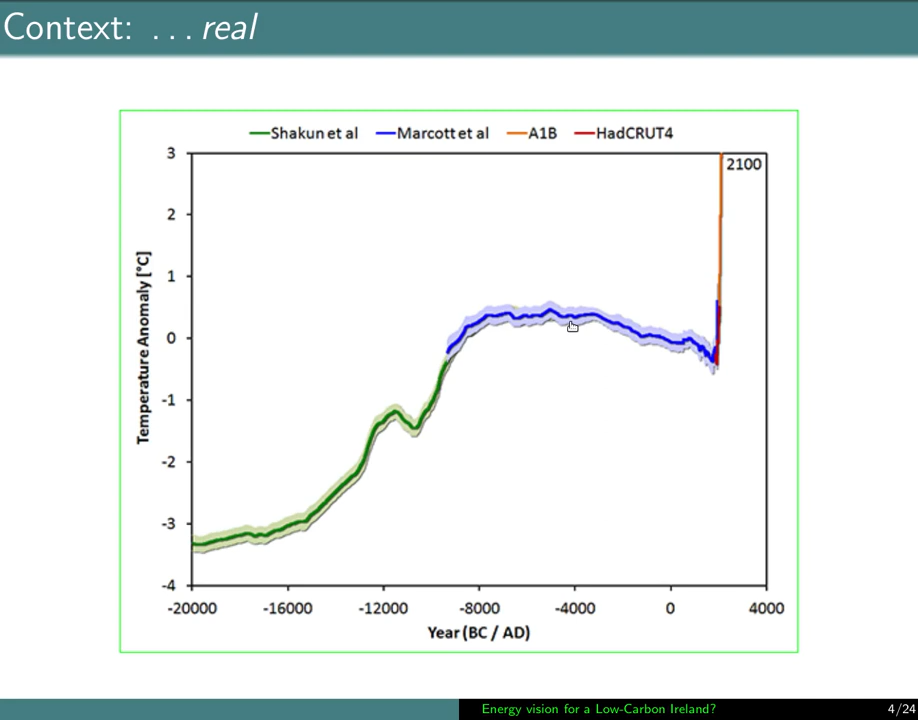 Context: ... real
Shakun et al Marcott et al A1B HadCRUT4
3
2100
2
1
0
-1
-2
-3
-4
Temperature Anomaly [°C]
-20000 -16000 -12000 -8000 -4000 0 4000
Year (BC / AD)
Energy vision for a Low-Carbon Ireland? 4/24